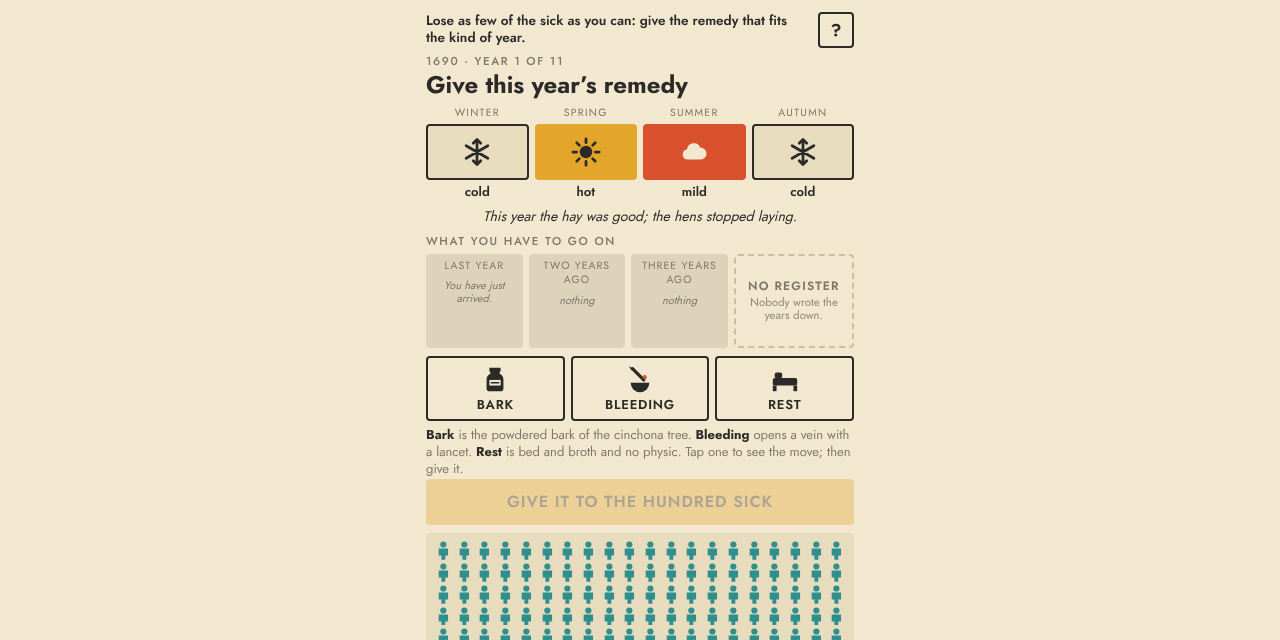 Lose as few of the sick as you can: give the remedy that fits
the kind of year.
?
1690 · YEAR 1 OF 11
Give this year's remedy
WINTER SPRING SUMMER AUTUMN
cold hot mild cold
This year the hay was good; the hens stopped laying.
WHAT YOU HAVE TO GO ON
LAST YEAR
You have just
arrived.
TWO YEARS
AGO
nothing
THREE YEARS
AGO
nothing
NO REGISTER
Nobody wrote the
years down.
BARK BLEEDING REST
Bark is the powdered bark of the cinchona tree. Bleeding opens a vein with
a lancet. Rest is bed and broth and no physic. Tap one to see the move; then
give it.
GIVE IT TO THE HUNDRED SICK